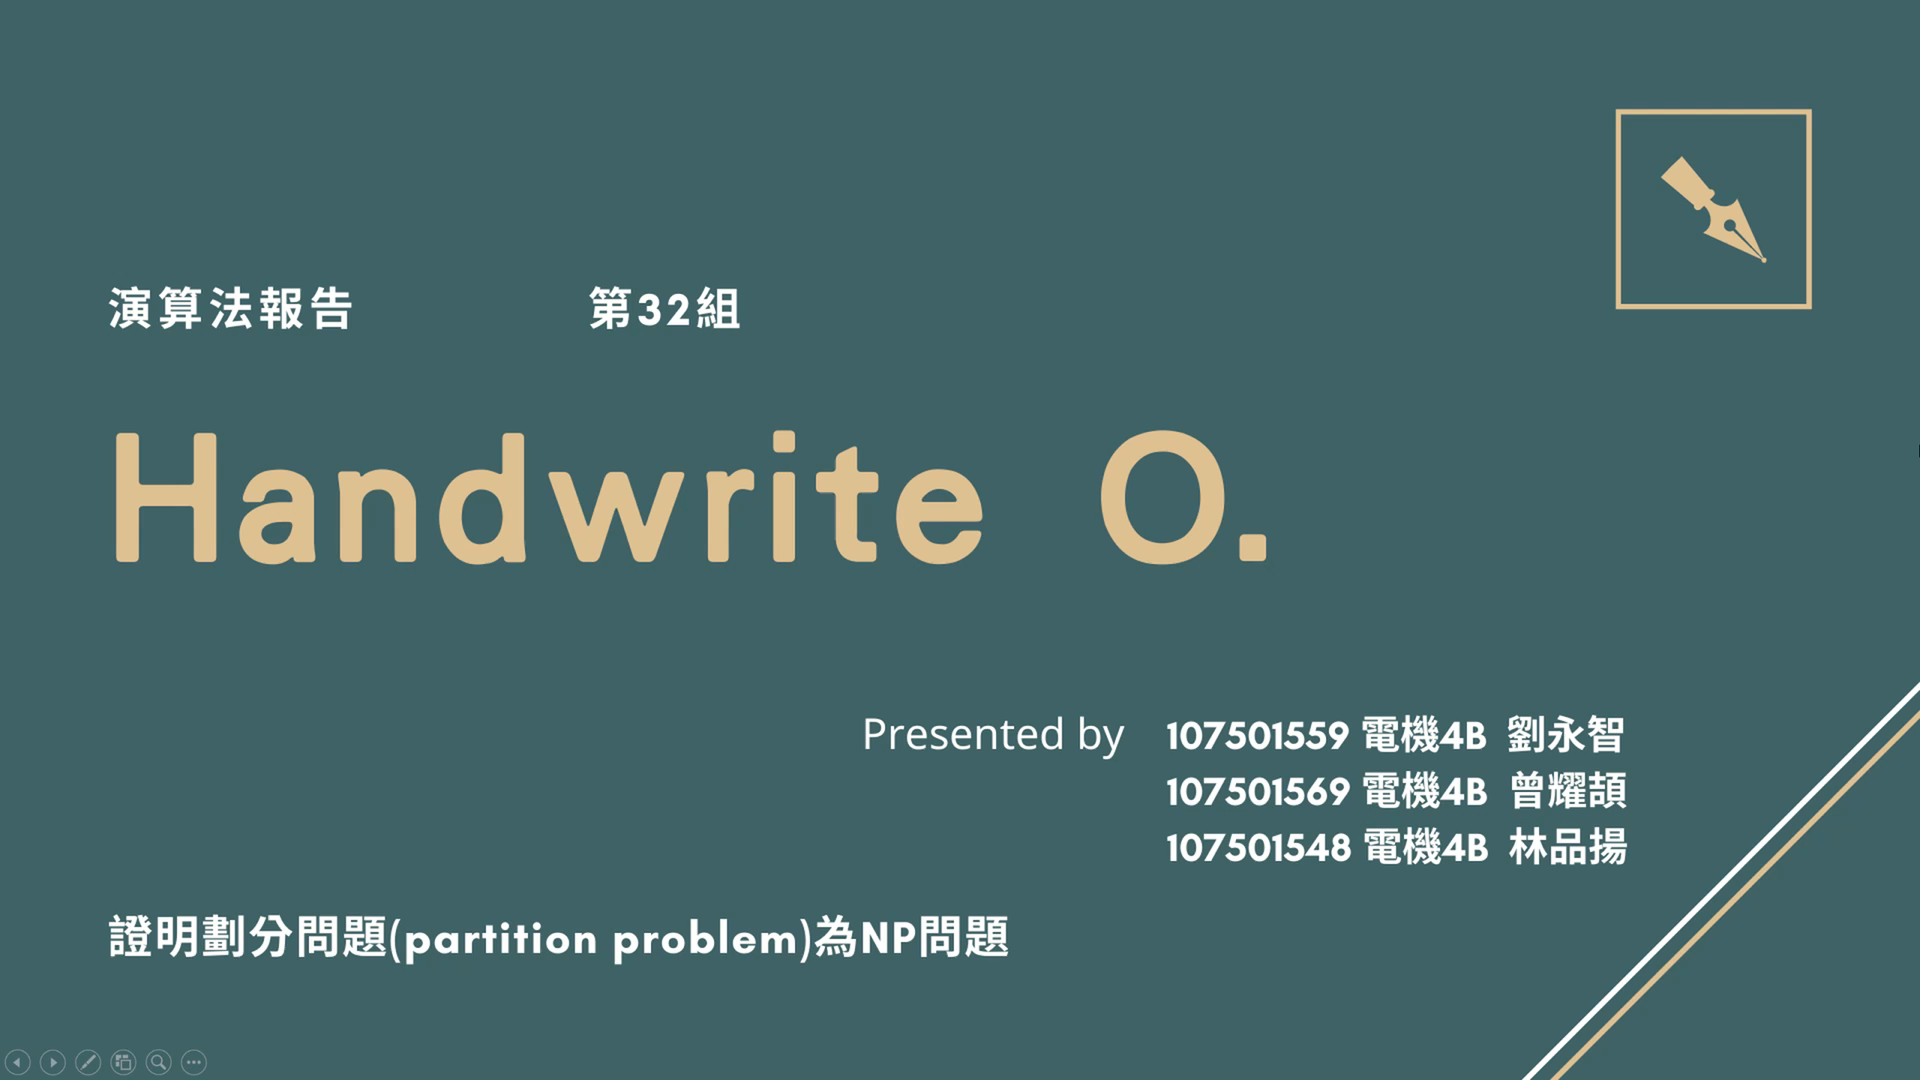 演算法報告 第32組
Handwrite O.
Presented by 107501559 電機4B 劉永智
107501569 電機4B 曾耀頡
107501548 電機4B 林品揚
證明劃分問題(partition problem)為NP問題